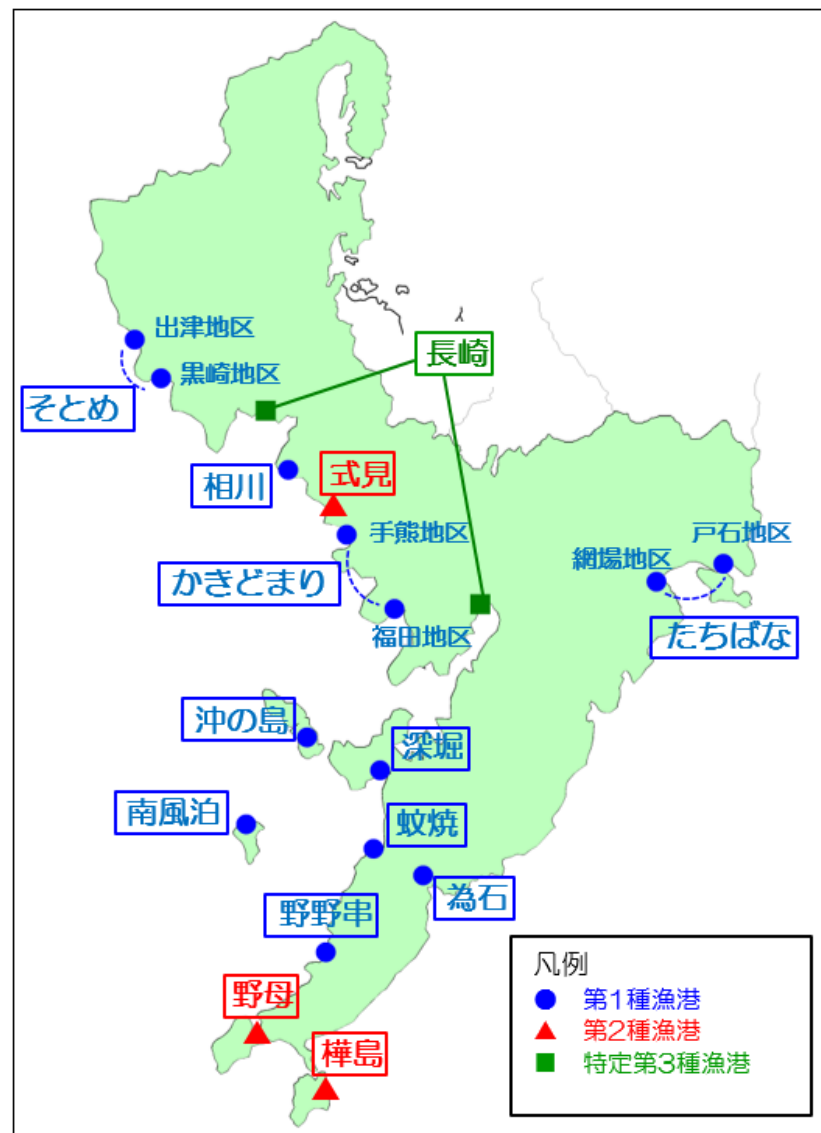 出津地区
黒崎地区
そとめ
長崎
相川
式見
手熊地区
かきどまり
福田地区
戸石地区
網場地区
たちばな
沖の島
深堀
南風泊
蚊焼
為石
野野串
野母
樺島
凡例
第1種漁港
第2種漁港
特定第3種漁港